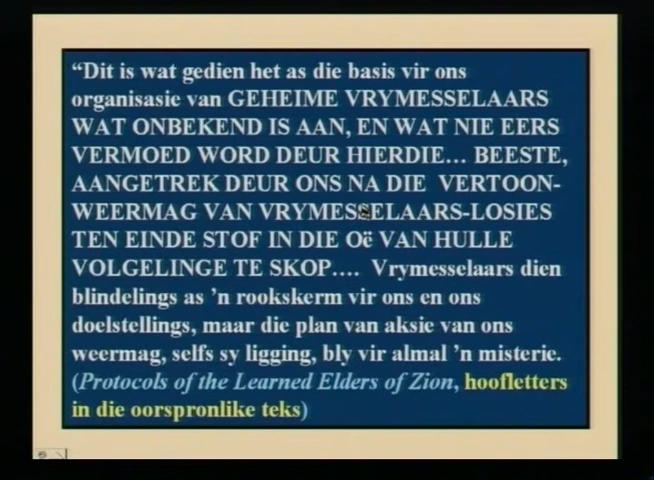 “Dit is wat gedien het as die basis vir ons
organisasie van GEHEIME VRYMESSELAARS
WAT ONBEKEND IS AAN, EN WAT NIE EERS
VERMOED WORD DEUR HIERDIE... BEESTE,
AANGETREK DEUR ONS NA DIE VERTOON-
WEERMAG VAN VRYMESSELAARS-LOSIES
TEN EINDE STOF IN DIE Oë VAN HULLE
VOLGELINGE TE SKOP.... Vrymesselaars dien
blindelings as ’n rookskerm vir ons en ons
doelstellings, maar die plan van aksie van ons
weermag, selfs sy ligging, bly vir almal ’n misterie.
(Protocols of the Learned Elders of Zion, hoofletters
in die oorspronlike teks)